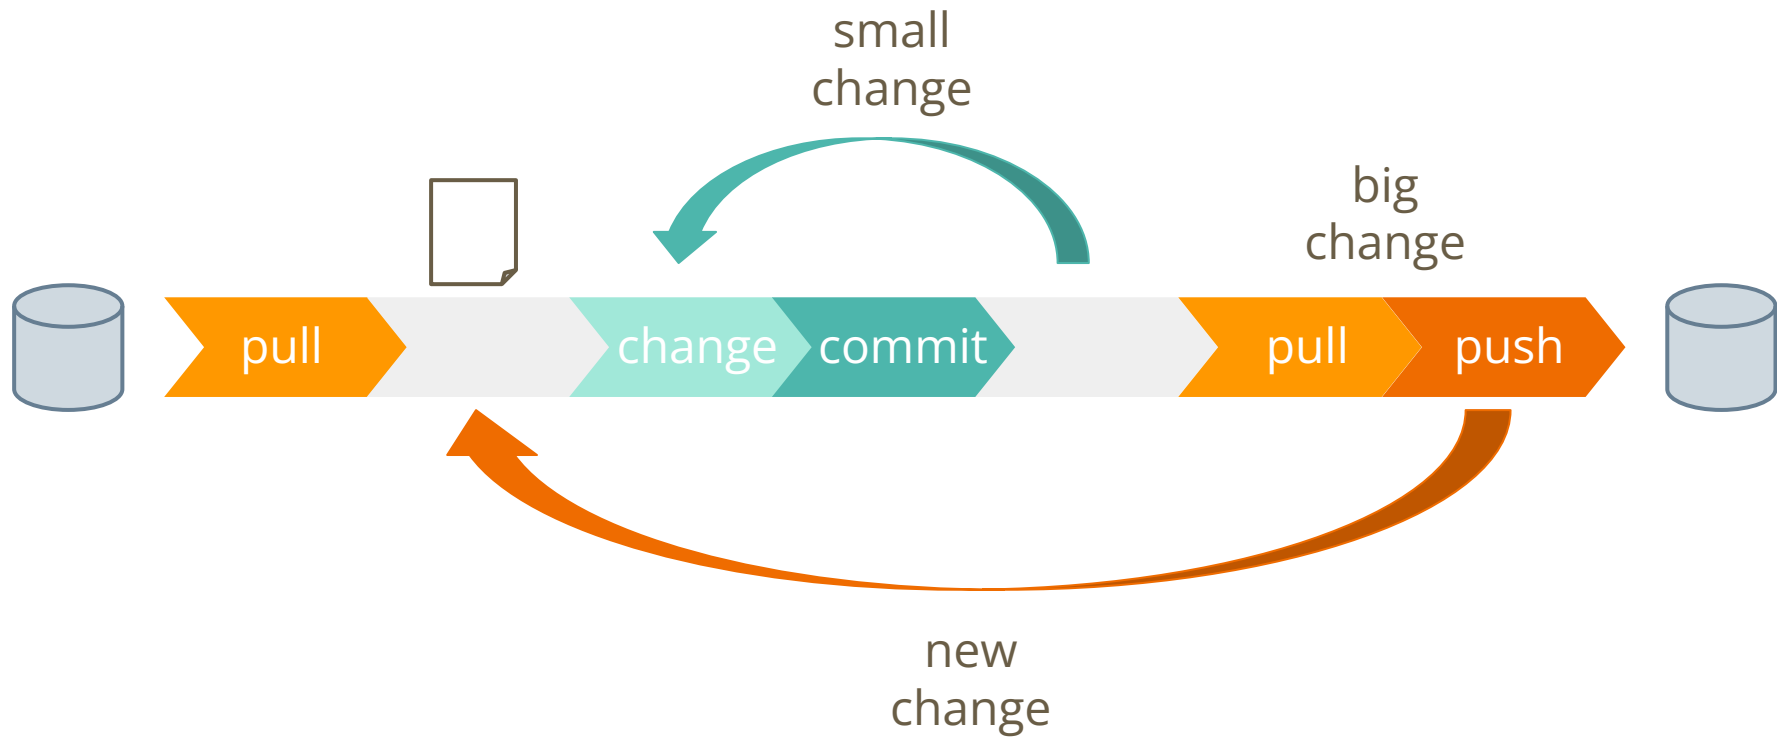 small
change
big
change
pull
change
commit
pull
push
new
change